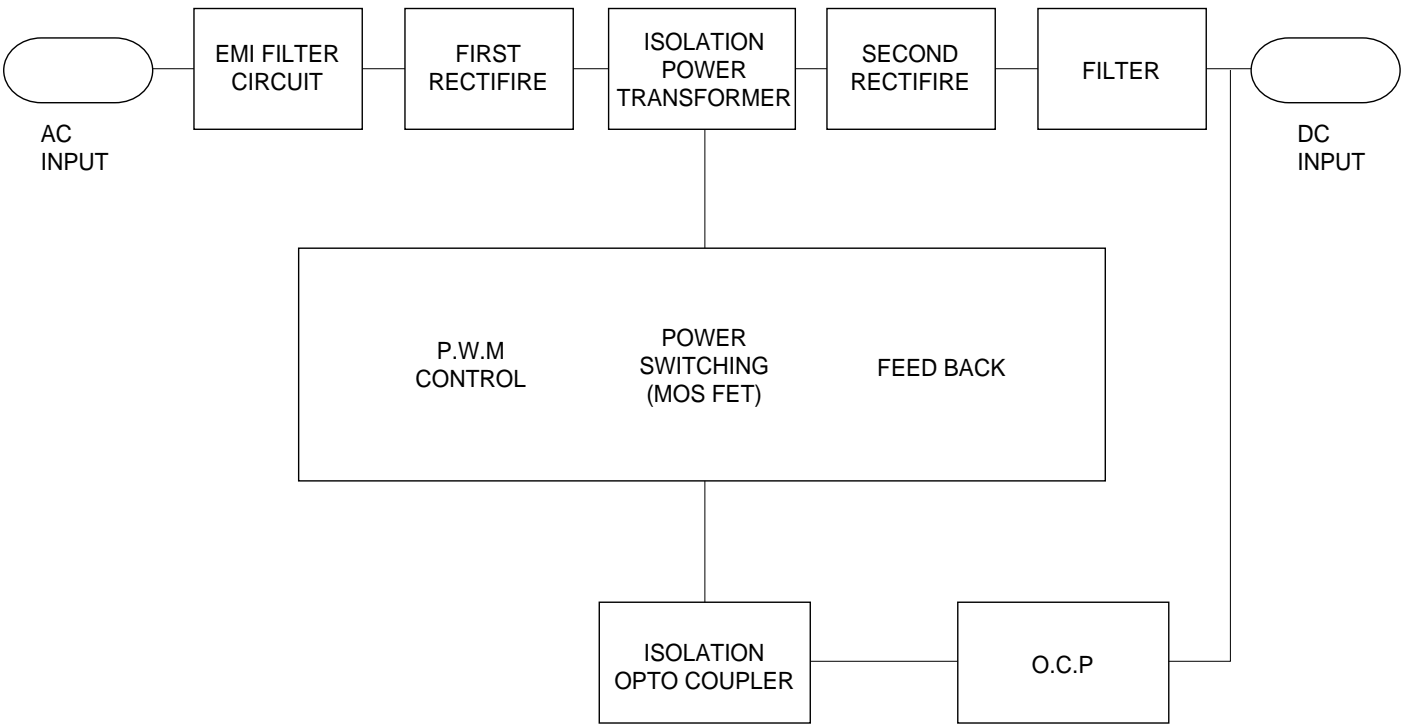 EMI FILTER
CIRCUIT
FIRST
RECTIFIRE
ISOLATION
POWER
TRANSFORMER
SECOND
RECTIFIRE
FILTER
AC
INPUT
DC
INPUT
P.W.M
CONTROL
POWER
SWITCHING
(MOS FET)
FEED BACK
ISOLATION
OPTO COUPLER
O.C.P